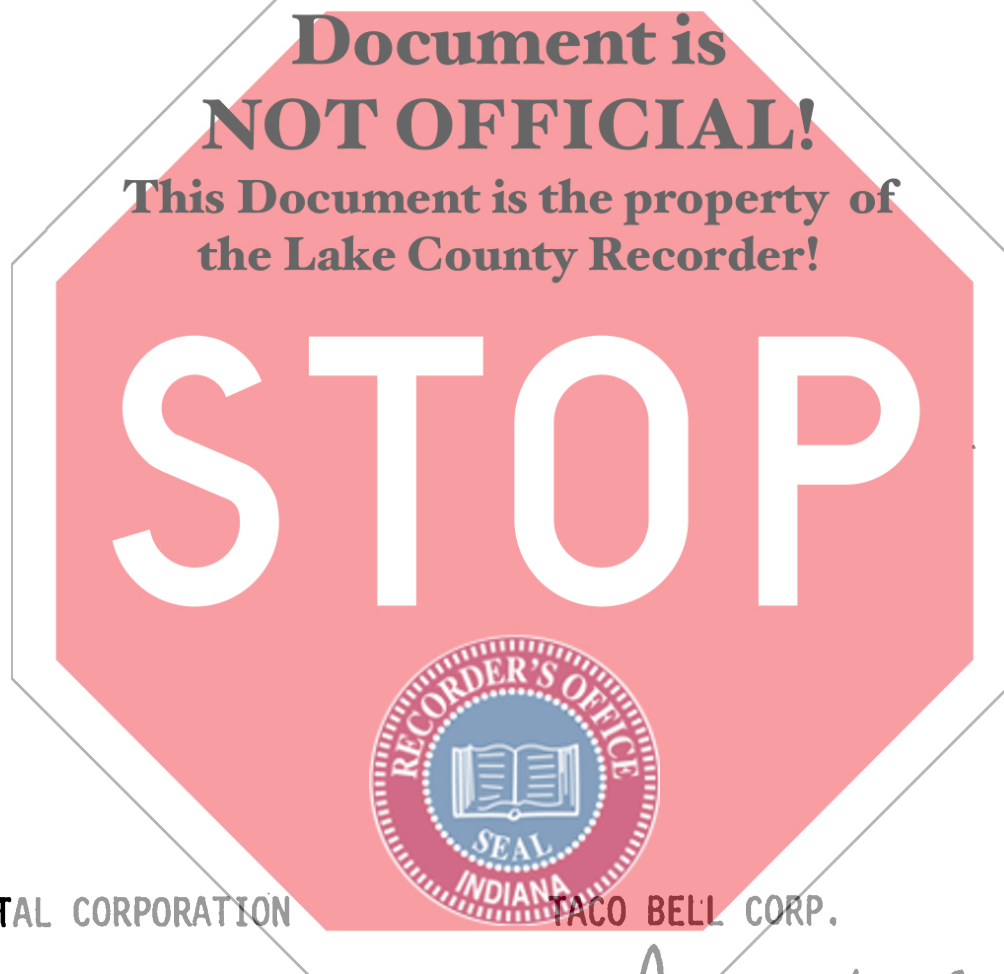 Document is
NOT OFFICIAL!
This Document is the property of
the Lake County Recorder!
STOP
RECORDER'S OFFICE
SEAL
INDIANA
TAL CORPORATION TACO BELL CORP.